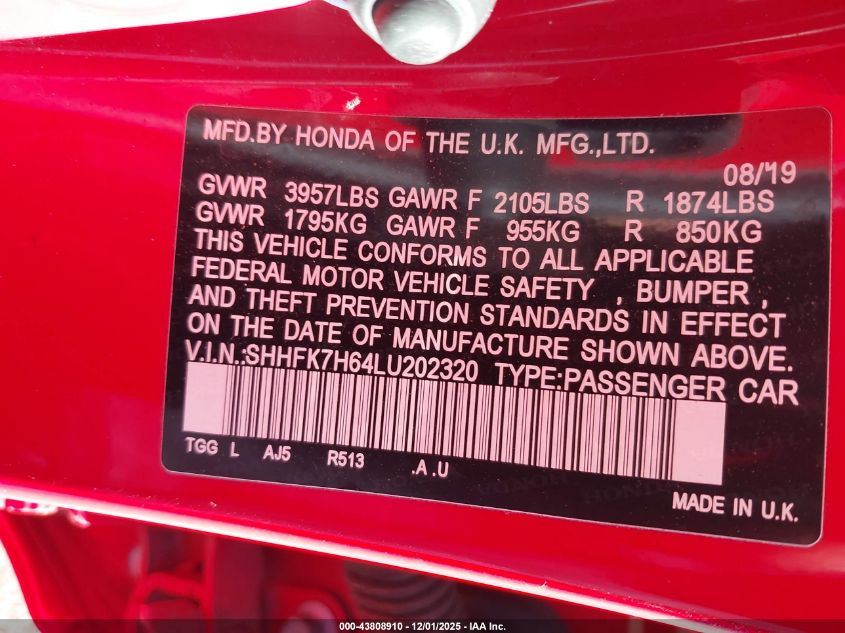 MFD.BY HONDA OF THE U.K. MFG.,LTD.
08/'19
GVWR 3957LBS GAWR F 2105LBS R 1874LBS
GVWR 1795KG GAWR F 955KG R 850KG
THIS VEHICLE CONFORMS TO ALL APPLICABLE
FEDERAL MOTOR VEHICLE SAFETY , BUMPER ,
AND THEFT PREVENTION STANDARDS IN EFFECT
ON THE DATE OF MANUFACTURE SHOWN ABOVE.
V.I.N.:SHHFK7H64LU202320 TYPE:PASSENGER CAR
TGG L AJ5 R513 .A .U
HONDA
MADE IN U.K.
000-43808910 - 12/01/2025 - IAA Inc.